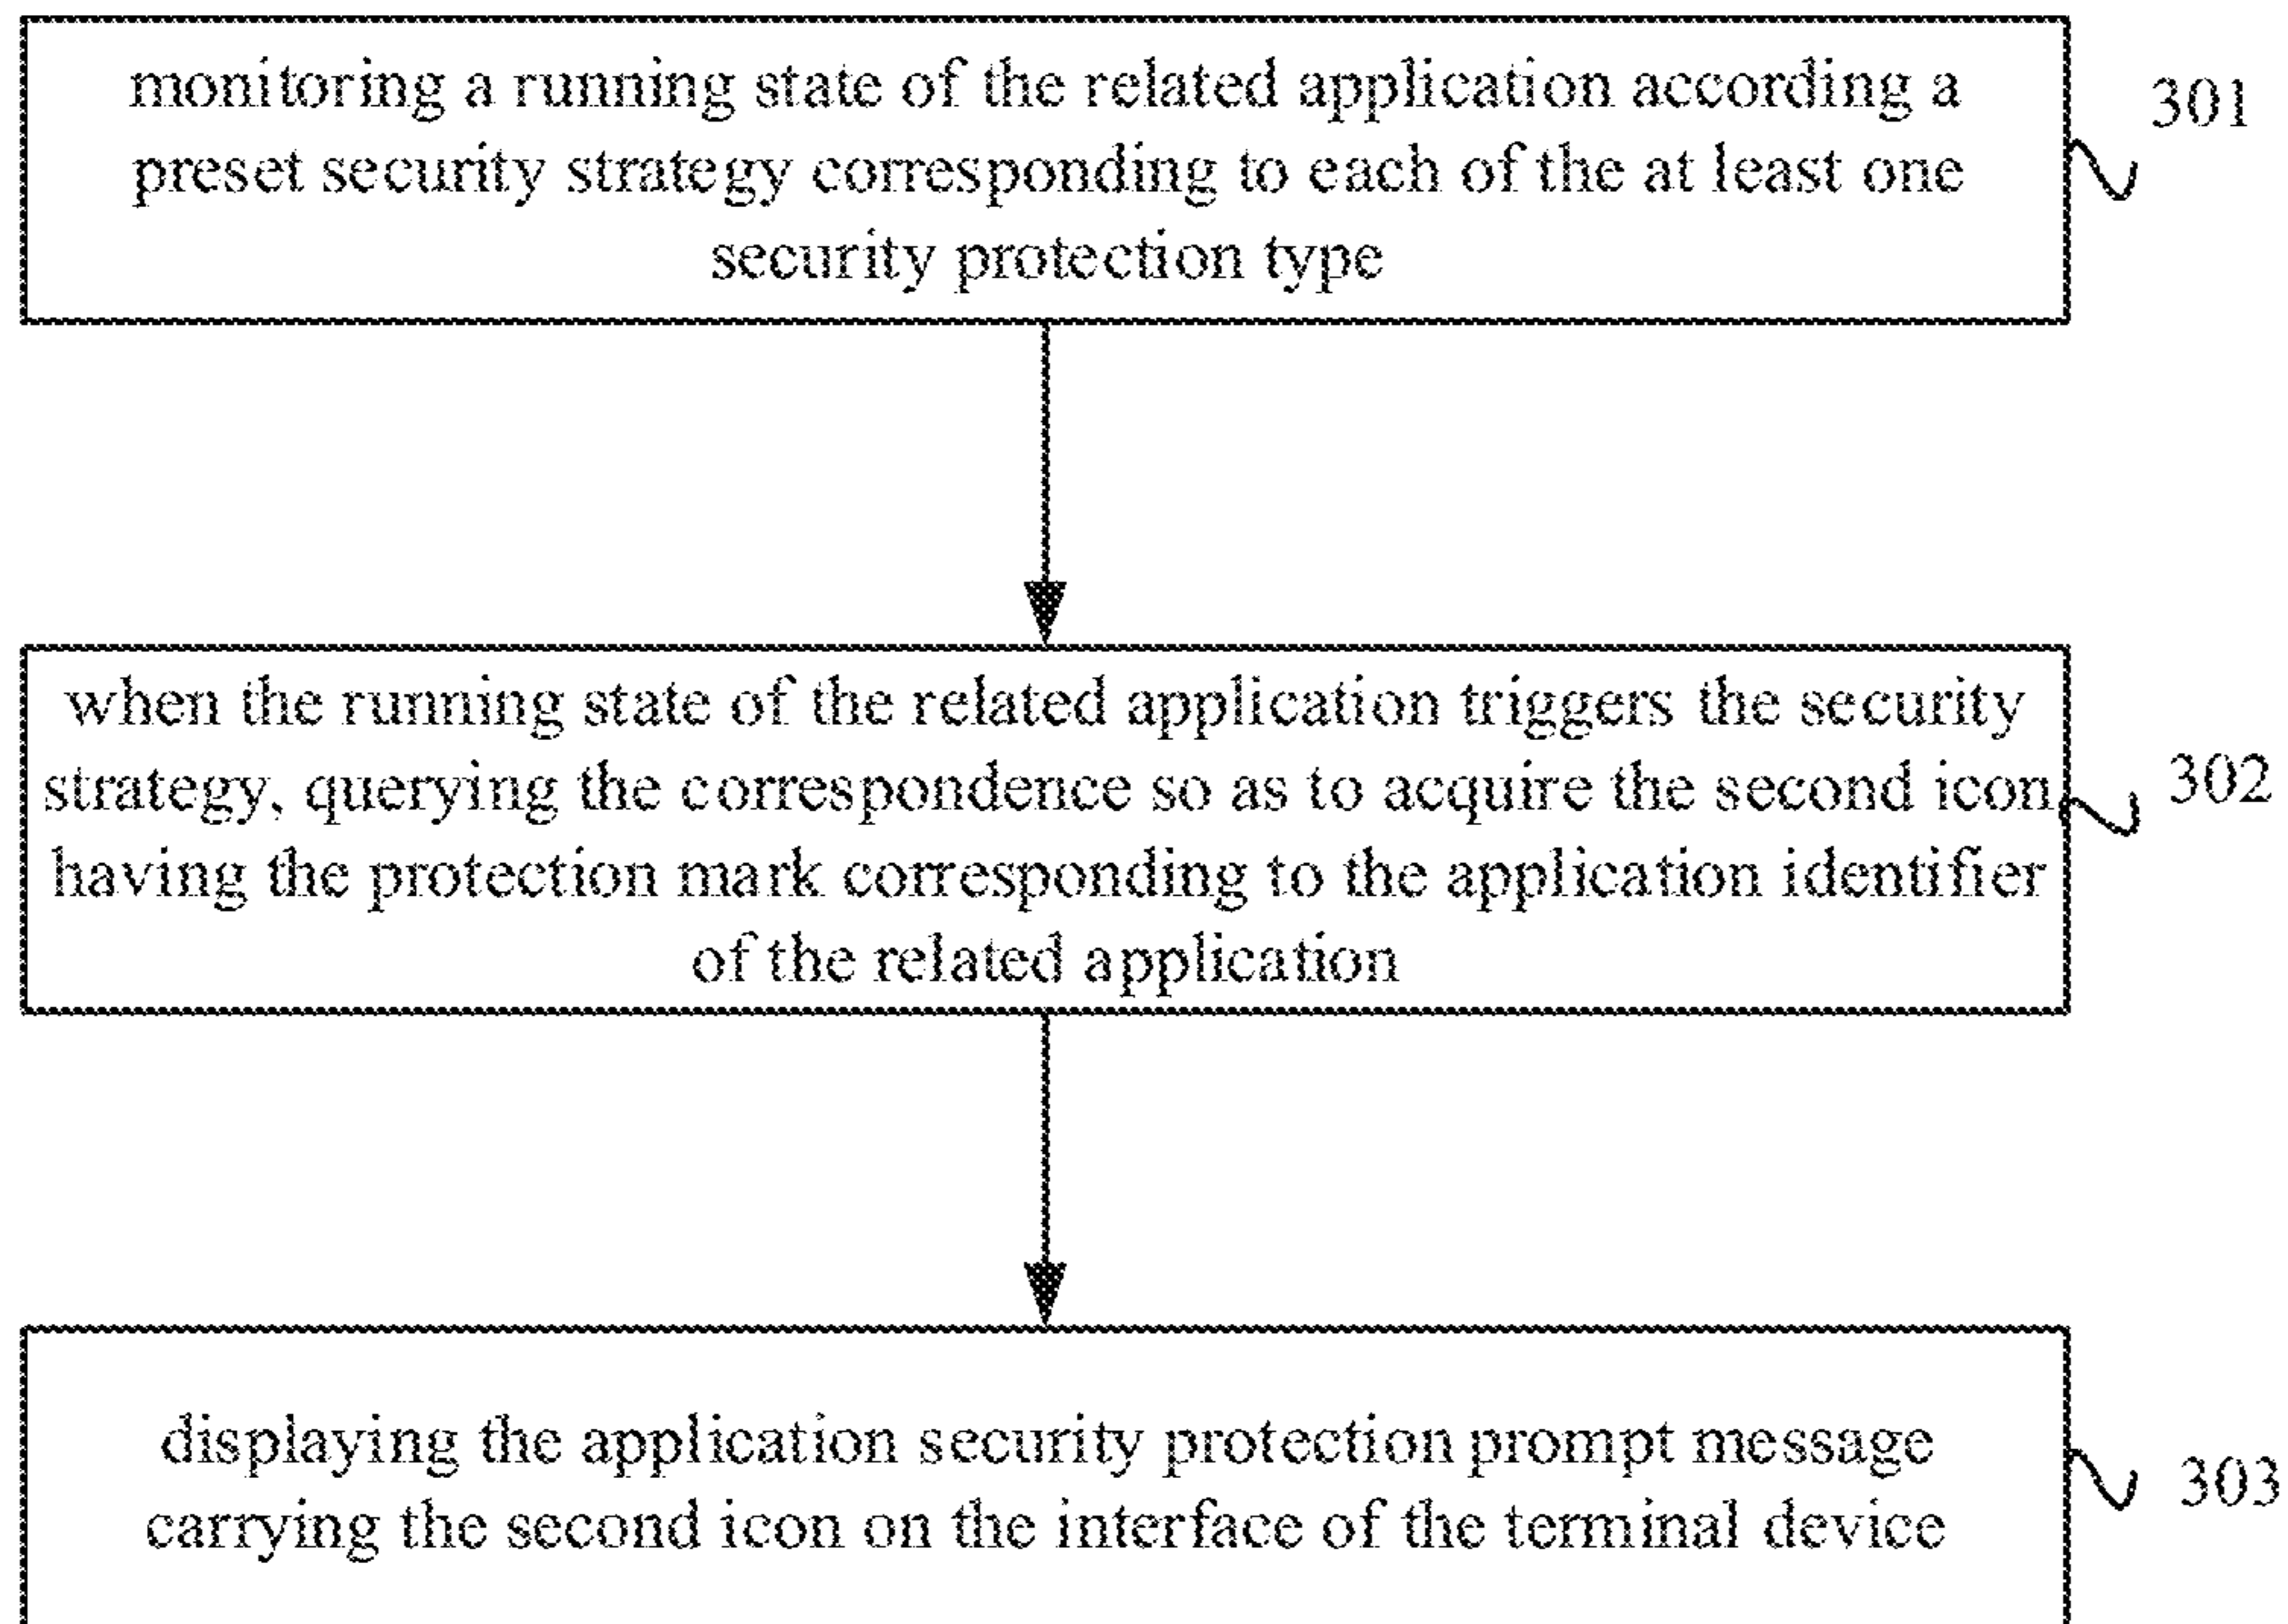 monitoring a running state of the related application according a
preset security strategy corresponding to each of the at least one
security protection type
301
when the running state of the related application triggers the security
strategy, querying the correspondence so as to acquire the second icon
having the protection mark corresponding to the application identifier
of the related application
302
displaying the application security protection prompt message
carrying the second icon on the interface of the terminal device
303